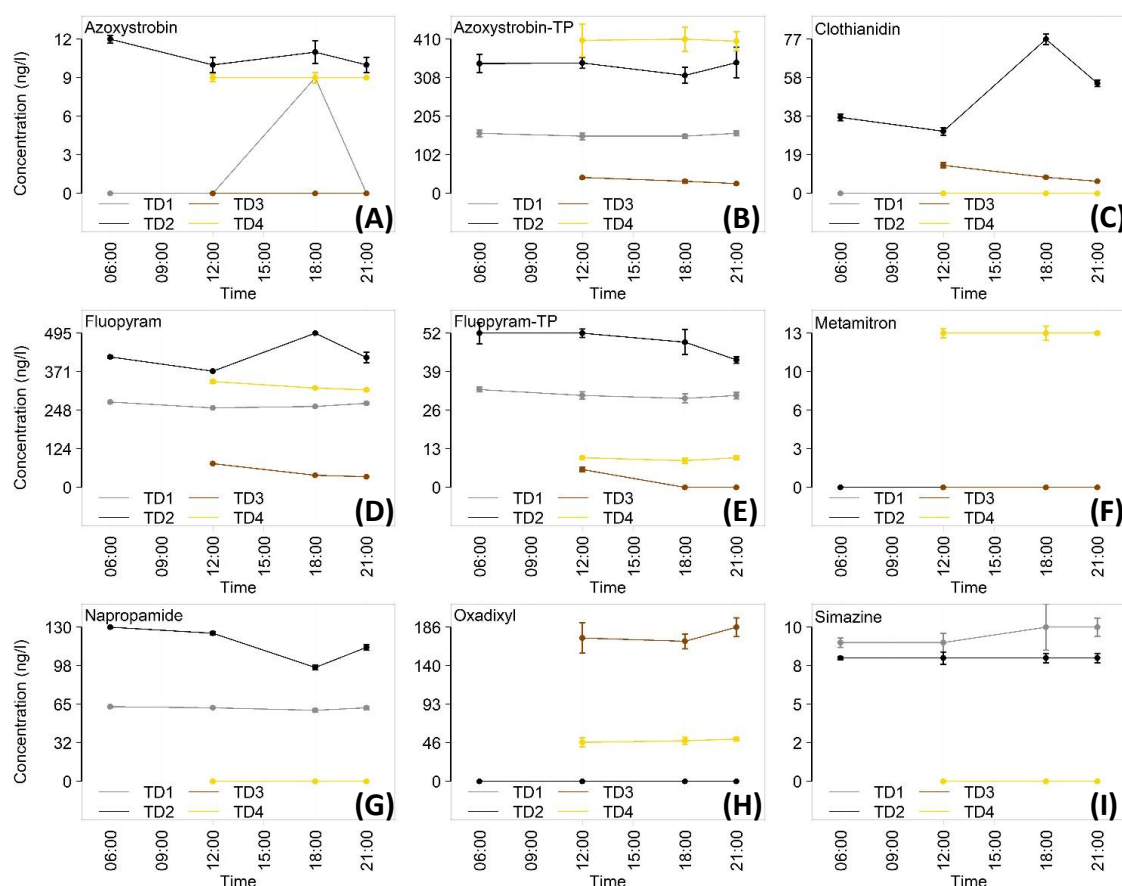 Azoxystrobin
Concentration (ng/l)
12
9
6
3
0
TD1 TD3
TD2 TD4
(A)
06:00 09:00 12:00 15:00 18:00 21:00
Time
Azoxystrobin-TP
410
308
205
102
0
TD1 TD3
TD2 TD4
(B)
06:00 09:00 12:00 15:00 18:00 21:00
Time
Clothianidin
77
58
38
19
0
TD1 TD3
TD2 TD4
(C)
06:00 09:00 12:00 15:00 18:00 21:00
Time
Fluopyram
Concentration (ng/l)
495
371
248
124
0
TD1 TD3
TD2 TD4
(D)
06:00 09:00 12:00 15:00 18:00 21:00
Time
Fluopyram-TP
52
39
26
13
0
TD1 TD3
TD2 TD4
(E)
06:00 09:00 12:00 15:00 18:00 21:00
Time
Metamitron
13
10
6
3
0
TD1 TD3
TD2 TD4
(F)
06:00 09:00 12:00 15:00 18:00 21:00
Time
Napropamide
Concentration (ng/l)
130
98
65
32
0
TD1 TD3
TD2 TD4
(G)
06:00 09:00 12:00 15:00 18:00 21:00
Time
Oxadixyl
186
140
93
46
0
TD1 TD3
TD2 TD4
(H)
06:00 09:00 12:00 15:00 18:00 21:00
Time
Simazine
10
8
5
2
0
TD1 TD3
TD2 TD4
(I)
06:00 09:00 12:00 15:00 18:00 21:00
Time